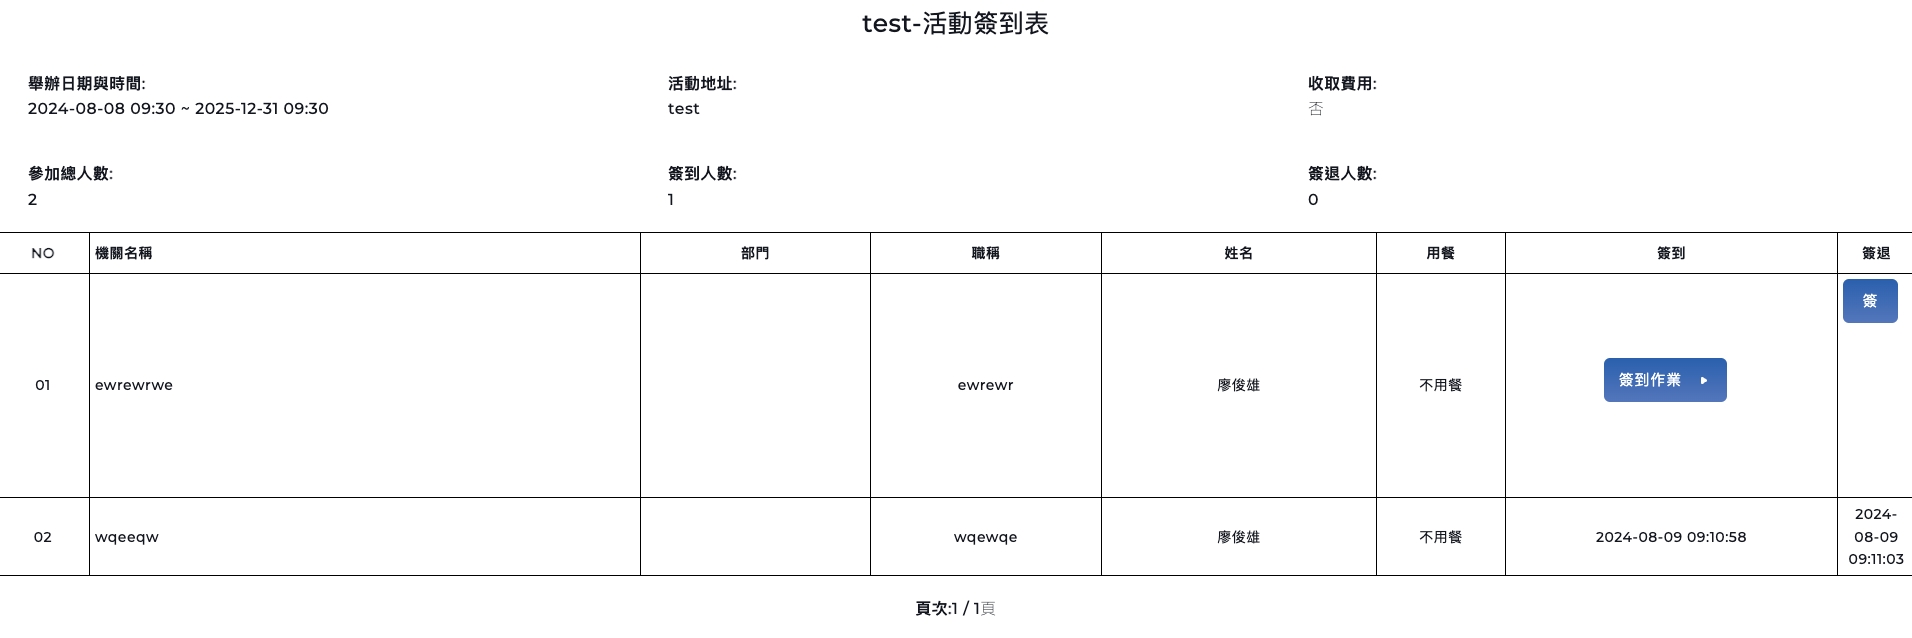 test-活動簽到表
舉辦日期與時間:
2024-08-08 09:30 ~ 2025-12-31 09:30
活動地址:
test
收取費用:
否
參加總人數:
2
簽到人數:
1
簽退人數:
0
NO 機關名稱 部門 職稱 姓名 用餐 簽到 簽退
簽
01 ewrewrwe ewrewr 廖俊雄 不用餐 簽到作業
02 wqeeqw wqewqe 廖俊雄 不用餐 2024-08-09 09:10:58
2024-
08-09
09:11:03
頁次:1 / 1頁